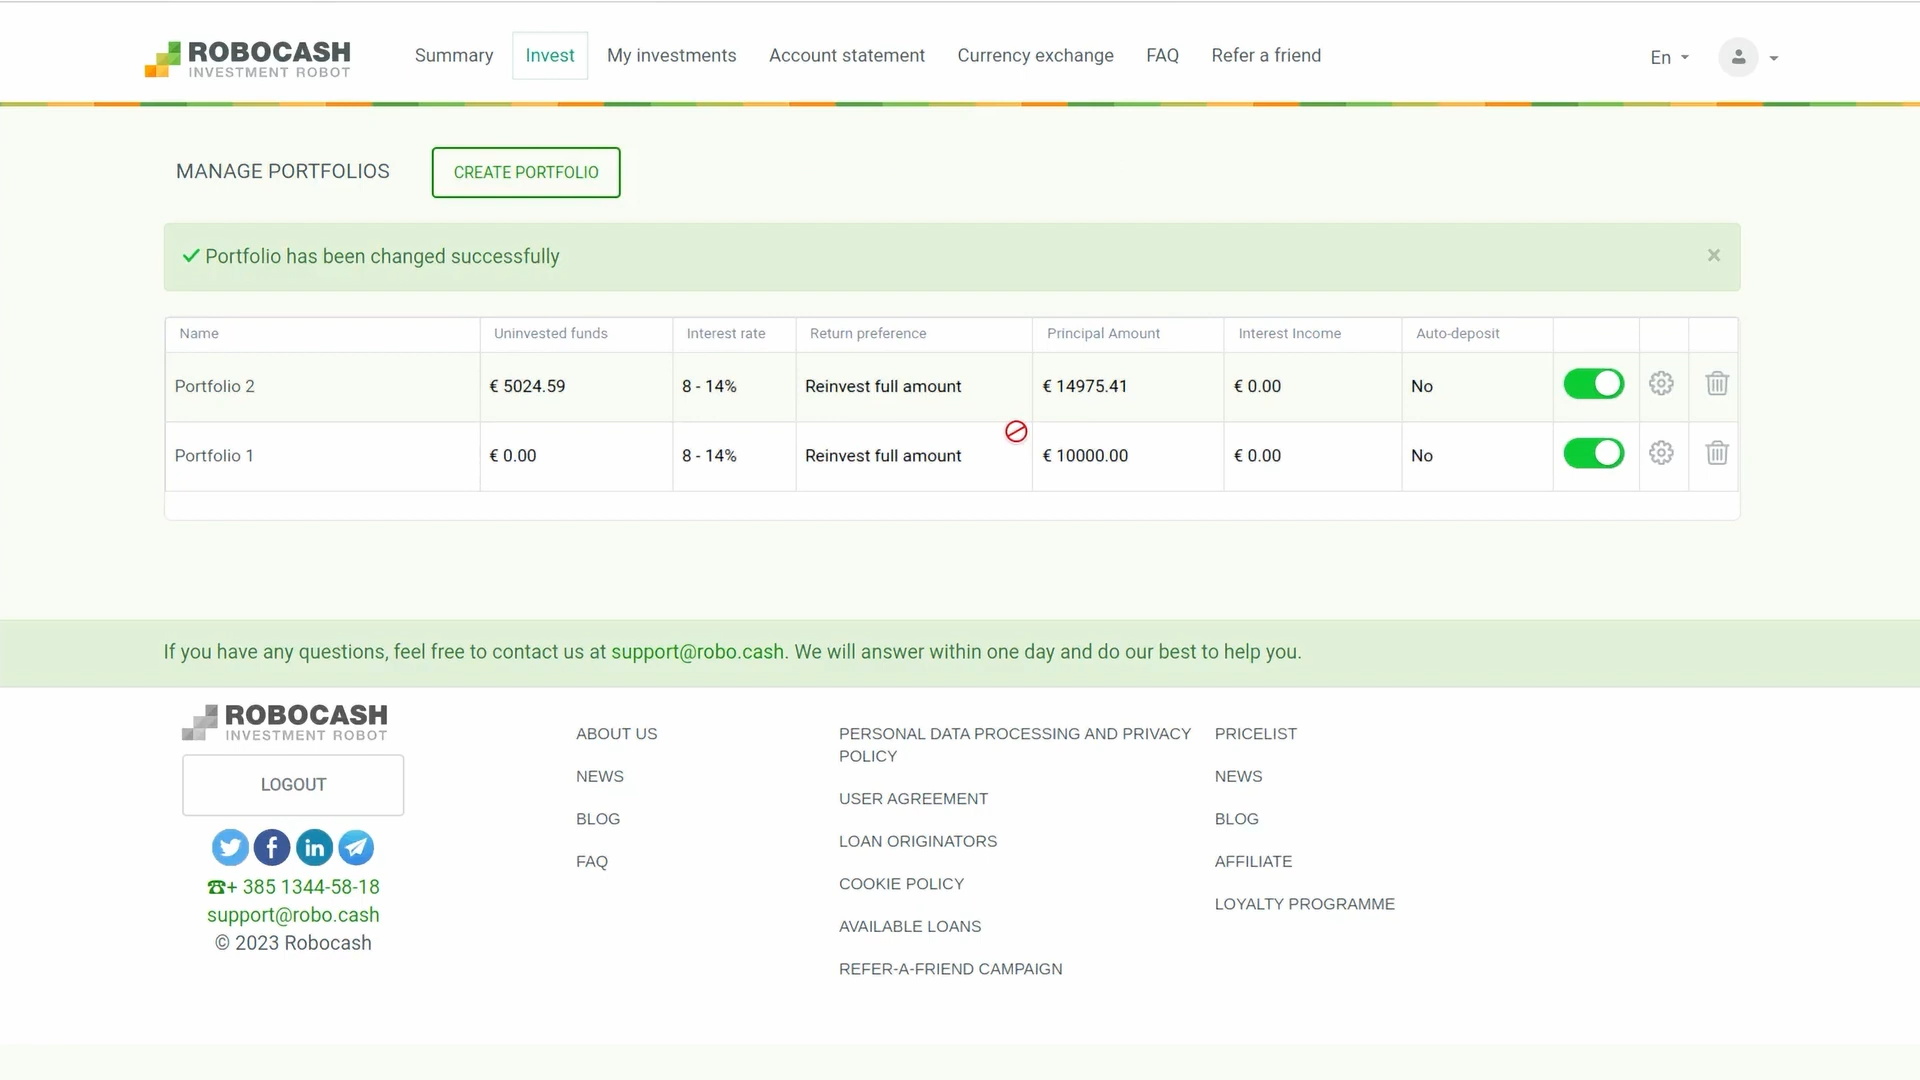 ROBOCASH
INVESTMENT ROBOT
Summary
Invest
My investments
Account statement
Currency exchange
FAQ
Refer a friend
En
MANAGE PORTFOLIOS
CREATE PORTFOLIO
Portfolio has been changed successfully
×
Name Uninvested funds Interest rate Return preference Principal Amount Interest Income Auto-deposit
Portfolio 2 € 5024.59 8 - 14% Reinvest full amount € 14975.41 € 0.00 No
Portfolio 1 € 0.00 8 - 14% Reinvest full amount € 10000.00 € 0.00 No
If you have any questions, feel free to contact us at support@robo.cash. We will answer within one day and do our best to help you.
ROBOCASH
INVESTMENT ROBOT
LOGOUT
☎+ 385 1344-58-18
support@robo.cash
© 2023 Robocash
ABOUT US
NEWS
BLOG
FAQ
PERSONAL DATA PROCESSING AND PRIVACY
POLICY
USER AGREEMENT
LOAN ORIGINATORS
COOKIE POLICY
AVAILABLE LOANS
REFER-A-FRIEND CAMPAIGN
PRICELIST
NEWS
BLOG
AFFILIATE
LOYALTY PROGRAMME